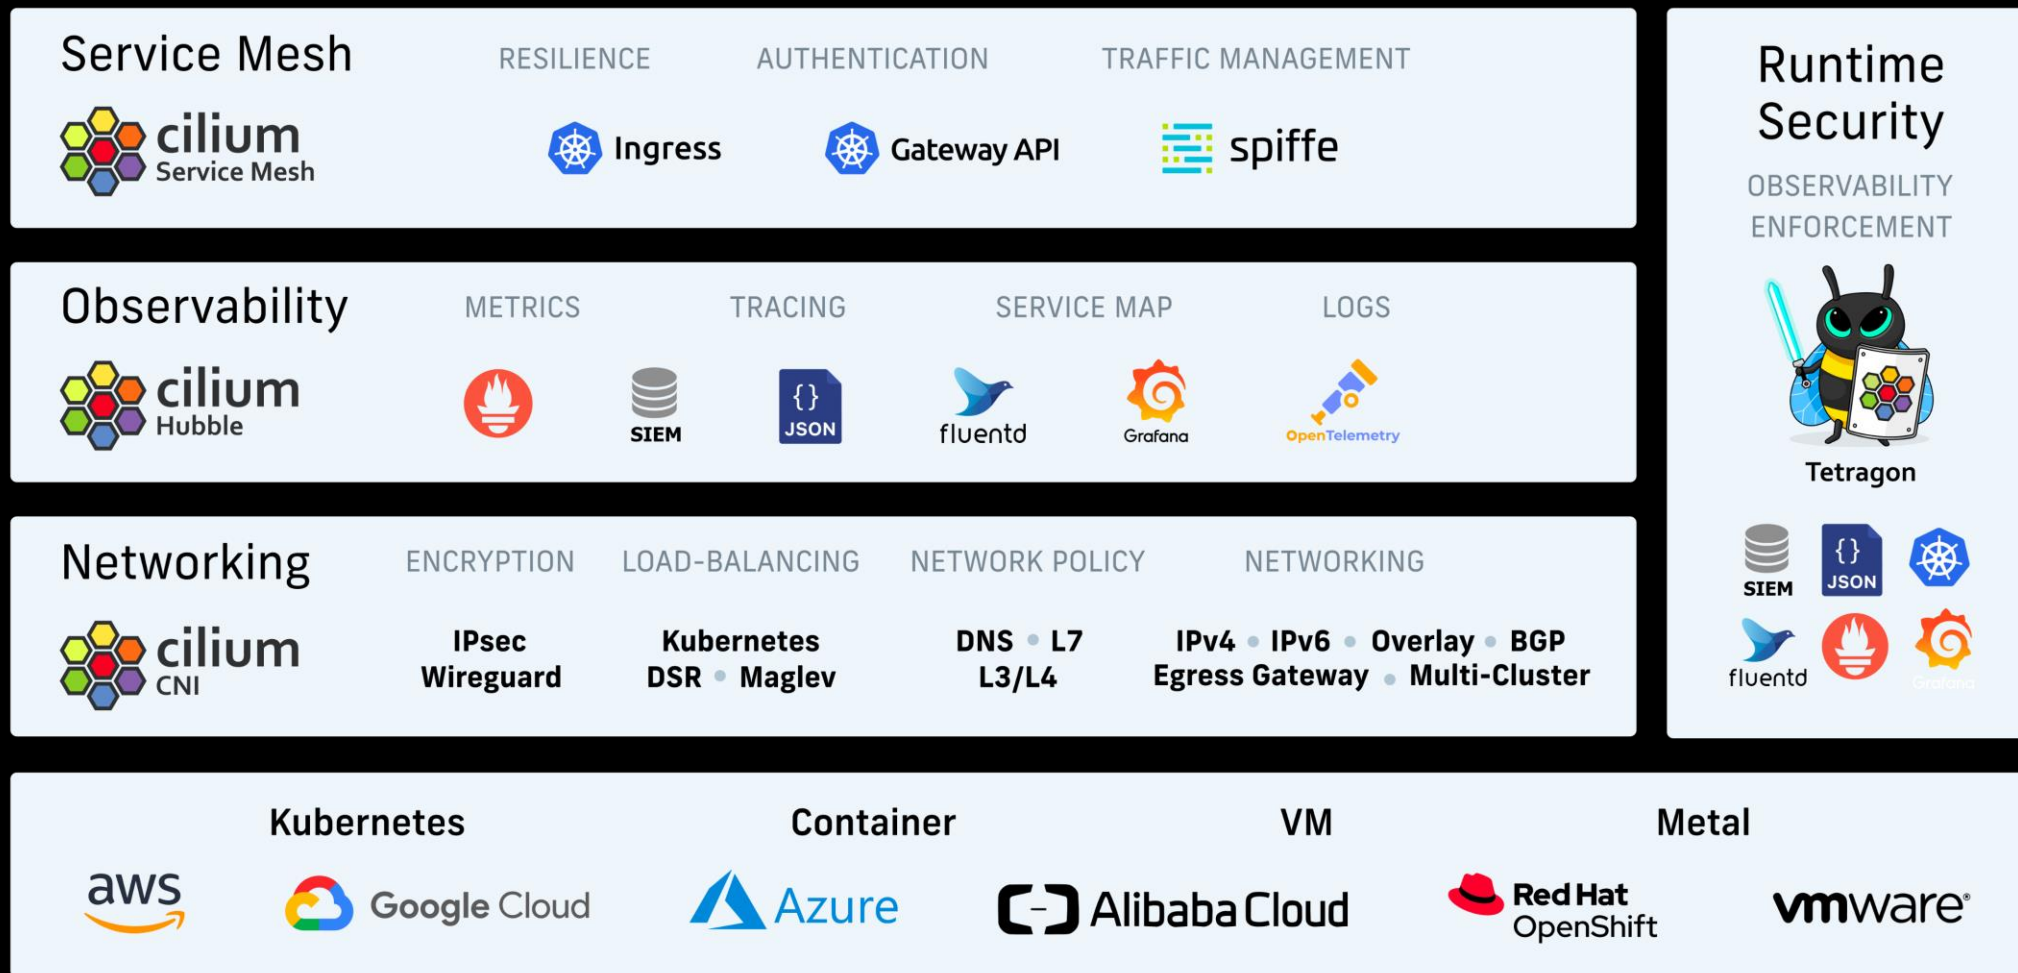 Service Mesh
RESILIENCE AUTHENTICATION TRAFFIC MANAGEMENT
cilium
Service Mesh
Ingress
Gateway API
spiffe
Observability
METRICS TRACING SERVICE MAP LOGS
cilium
Hubble
SIEM
{}
JSON
fluentd
Grafana
OpenTelemetry
Networking
ENCRYPTION LOAD-BALANCING NETWORK POLICY NETWORKING
cilium
CNI
IPsec
Wireguard
Kubernetes
DSR • Maglev
DNS • L7
L3/L4
IPv4 • IPv6 • Overlay • BGP
Egress Gateway • Multi-Cluster
Runtime
Security
OBSERVABILITY
ENFORCEMENT
Tetragon
SIEM
{}
JSON
fluentd
Grafana
Kubernetes Container VM Metal
aws
Google Cloud
Azure
Alibaba Cloud
Red Hat
OpenShift
vmware®